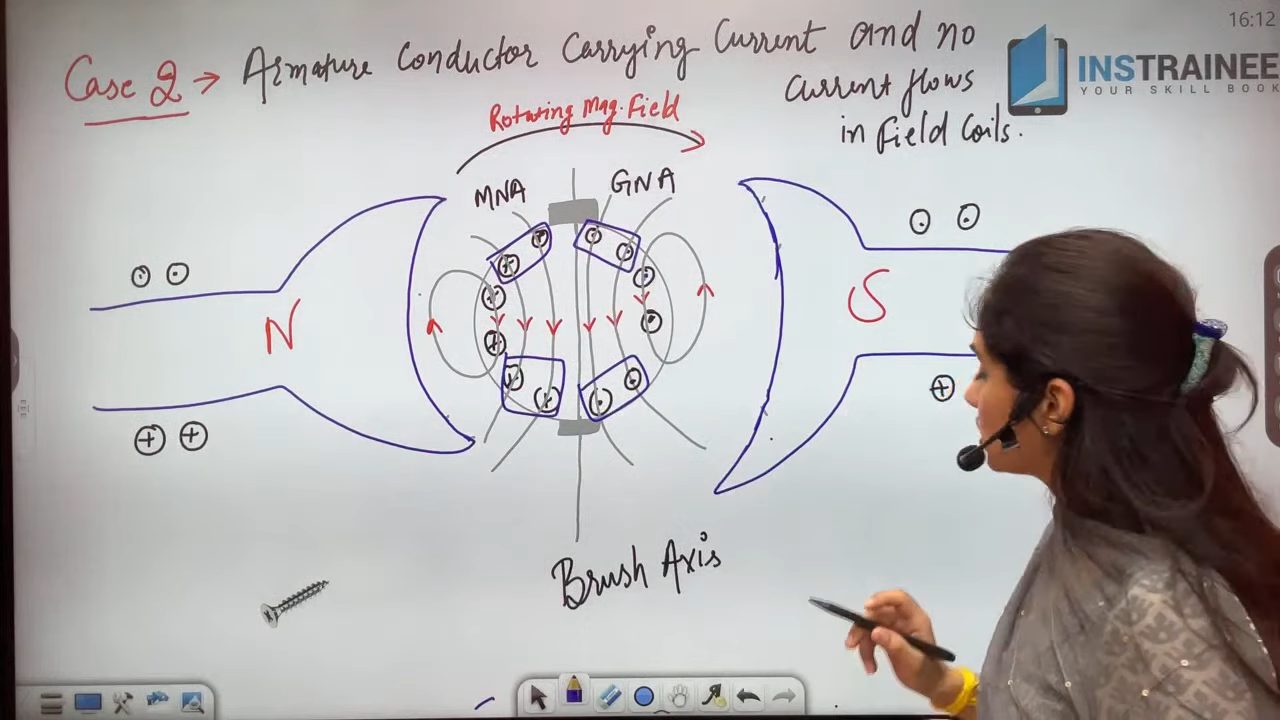 16:12
Case 2 → Armature Conductor Carrying Current and no
Current flows
in field Coils.
INSTRAINEE
YOUR SKILL BOOK
Rotating Mag. Field
MNA
GNA
N
S
Brush Axis